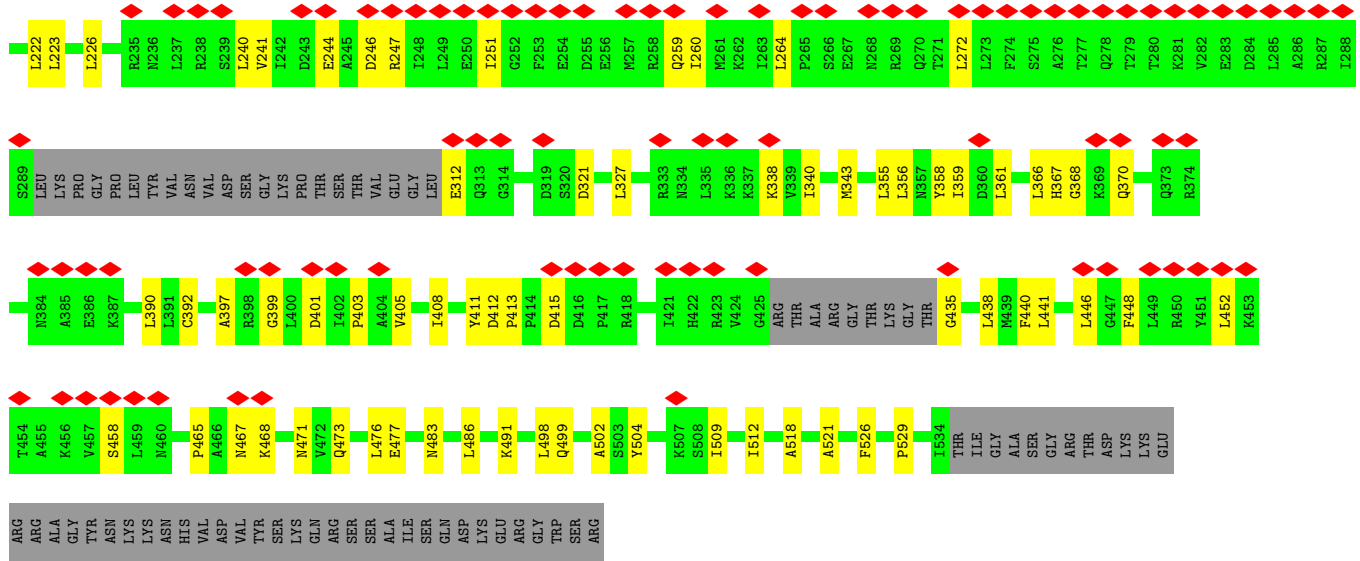 L222 L223 L226 R235 N236 L237 R238 S239 L240 V241 I242 D243 E244 A245 D246 R247 I248 L249 E250 I251 G252 F253 E254 D255 E256 M257 R258 Q259 I260 M261 K262 I263 L264 P265 S266 E267 N268 R269 Q270 T271 L272 L273 F274 S275 A276 T277 Q278 T279 T280 K281 V282 E283 D284 L285 A286 R287 I288
S289 LEU LYS PRO GLY PRO LEU TYR VAL ASN VAL ASP SER GLY LYS PRO THR SER THR VAL GLU GLY LEU E312 Q313 G314 D319 S320 D321 L327 R333 N334 L335 K336 K337 K338 V339 I340 M343 L355 L356 N357 Y358 I359 D360 L361 L366 H367 G368 K369 Q370 Q373 R374
N384 A385 E386 K387 L390 L391 C392 A397 R398 G399 L400 D401 I402 P403 A404 V405 I408 Y411 D412 P413 P414 D415 D416 P417 R418 I421 H422 R423 V424 G425 ARG THR ALA ARG GLY THR LYS GLY THR G435 L438 M439 F440 L441 L446 G447 F448 L449 R450 Y451 L452 K453
T454 A455 K456 V457 S458 L459 N460 P465 A466 N467 K468 N471 V472 Q473 L476 E477 N483 L486 K491 L498 Q499 A502 S503 Y504 K507 S508 I509 I512 A518 A521 F526 P529 I534 THR ILE GLY ALA SER GLY ARG THR ASP LYS LYS GLU
ARG ARG ALA GLY TYR ASN LYS LYS ASN HIS VAL ASP VAL TYR SER LYS GLN ARG SER SER ALA ILE SER GLN ASP LYS GLU ARG GLY TRP SER ARG